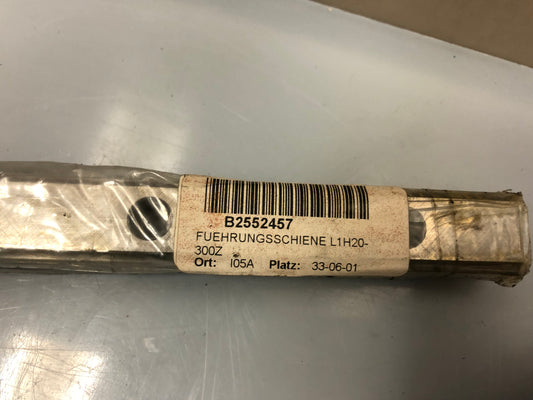 B2552457
FUEHRUNGSSCHIENE L1H20-
300Z
Ort: I05A Platz: 33-06-01